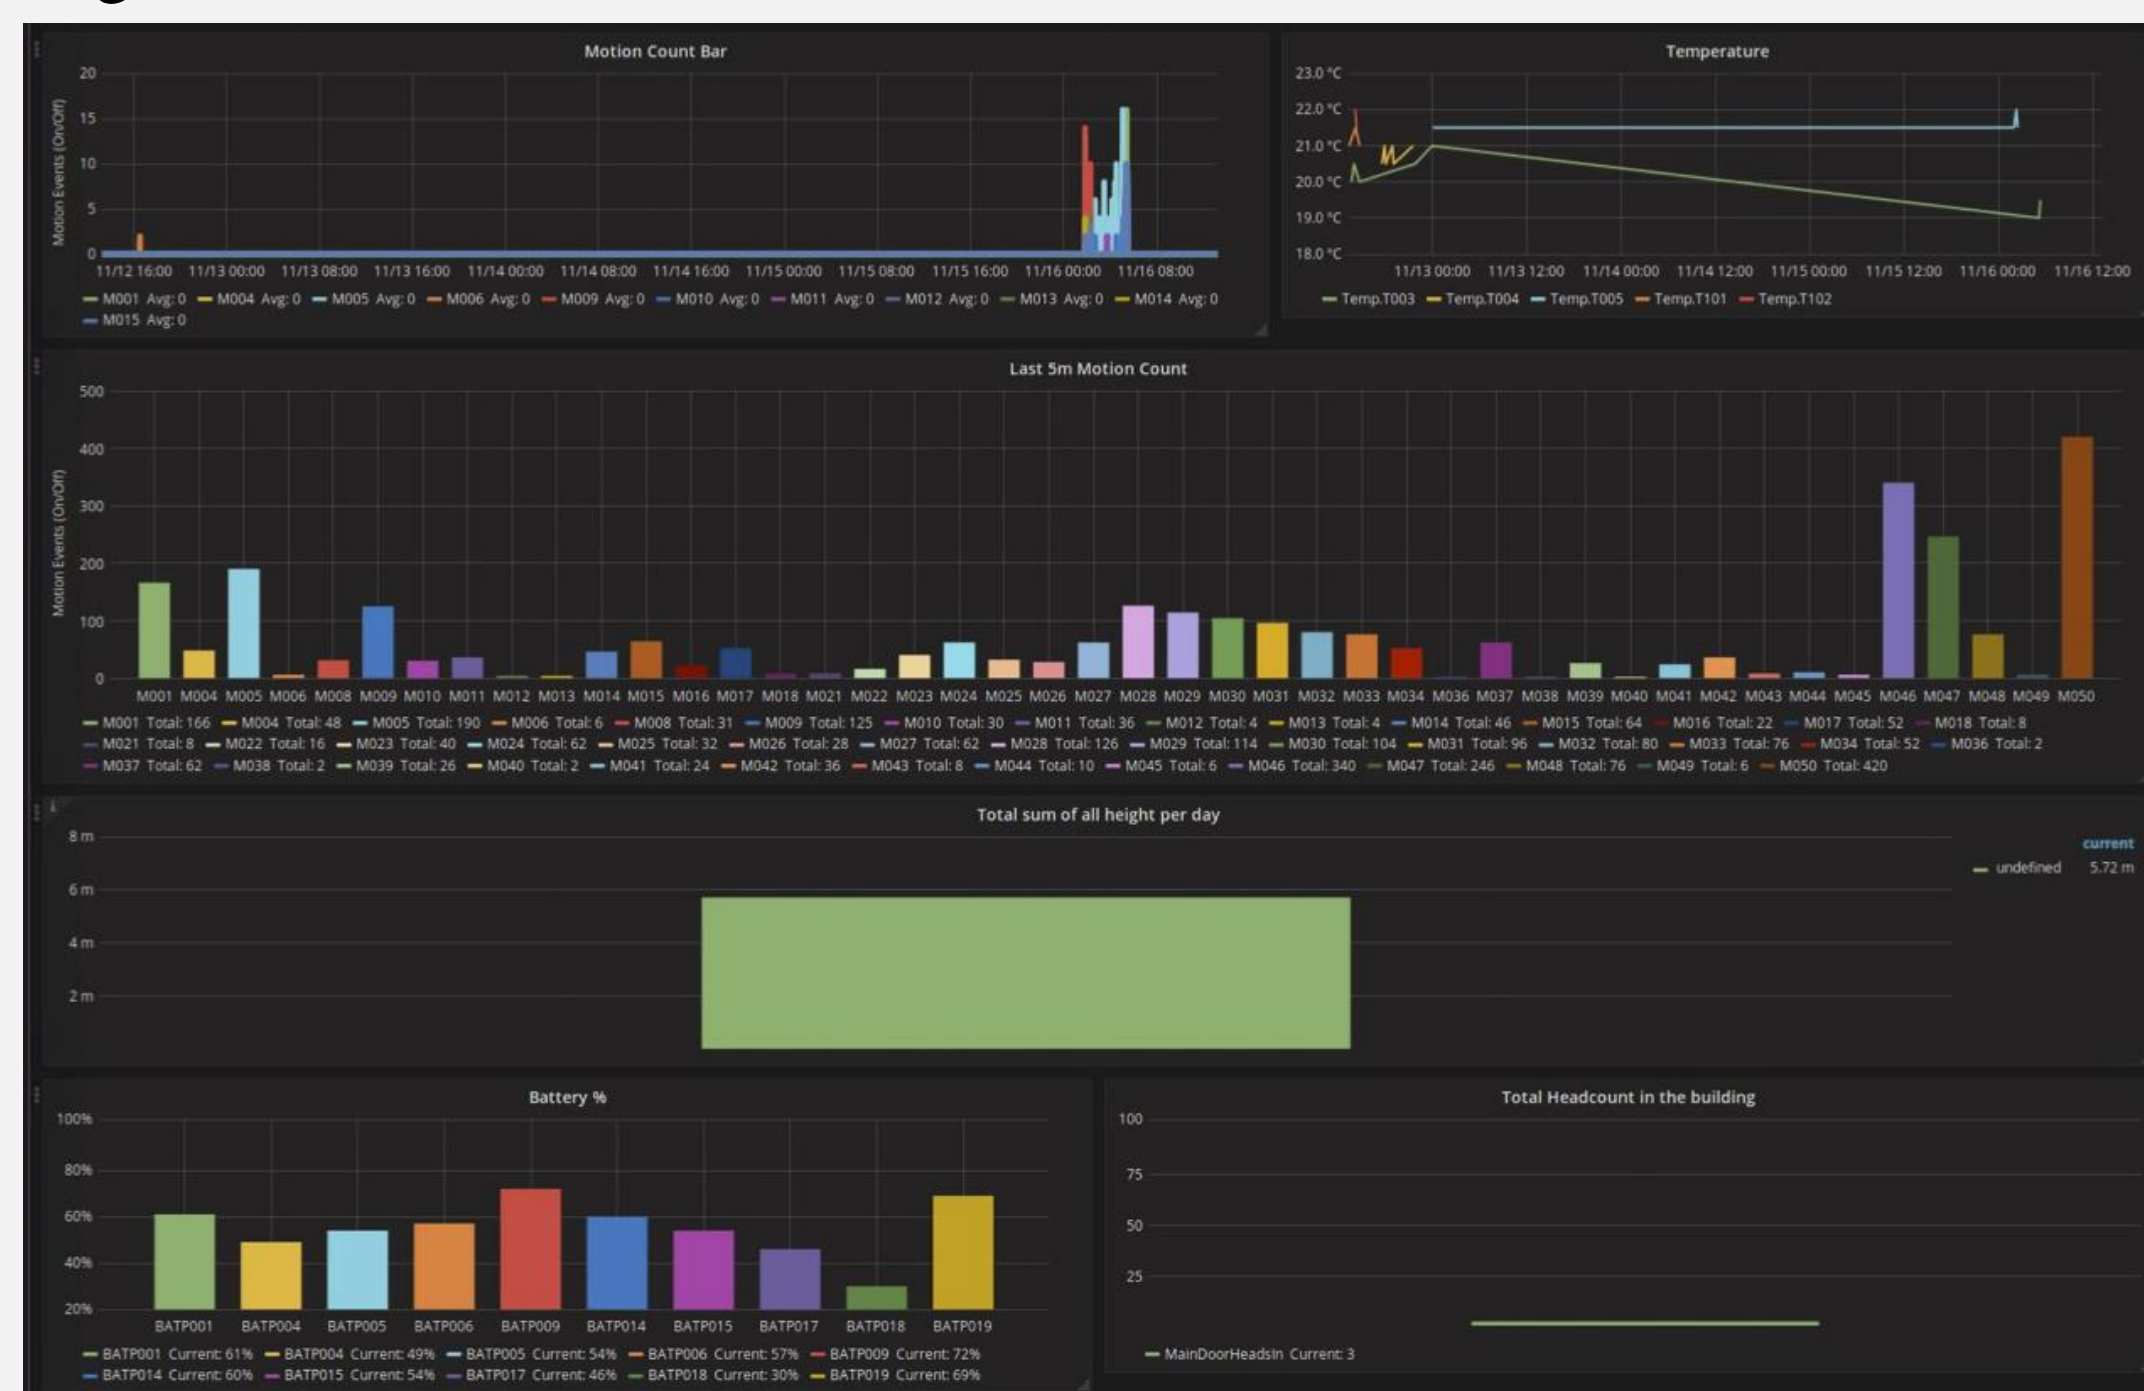 Motion Count Bar
Motion Events (On/Off)
20
15
10
5
0
11/12 16:00 11/13 00:00 11/13 08:00 11/13 16:00 11/14 00:00 11/14 08:00 11/14 16:00 11/15 00:00 11/15 08:00 11/15 16:00 11/16 00:00 11/16 08:00
M001 Avg: 0 M004 Avg: 0 M005 Avg: 0 M006 Avg: 0 M009 Avg: 0 M010 Avg: 0 M011 Avg: 0 M012 Avg: 0 M013 Avg: 0 M014 Avg: 0
M015 Avg: 0
Temperature
23.0 °C
22.0 °C
21.0 °C
20.0 °C
19.0 °C
18.0 °C
11/13 00:00 11/13 12:00 11/14 00:00 11/14 12:00 11/15 00:00 11/15 12:00 11/16 00:00 11/16 12:00
Temp.T003 Temp.T004 Temp.T005 Temp.T101 Temp.T102
Last 5m Motion Count
Motion Events (On/Off)
500
400
300
200
100
0
M001 M004 M005 M006 M008 M009 M010 M011 M012 M013 M014 M015 M016 M017 M018 M021 M022 M023 M024 M025 M026 M027 M028 M029 M030 M031 M032 M033 M034 M036 M037 M038 M039 M040 M041 M042 M043 M044 M045 M046 M047 M048 M049 M050
M001 Total: 166 M004 Total: 48 M005 Total: 190 M006 Total: 6 M008 Total: 31 M009 Total: 125 M010 Total: 30 M011 Total: 36 M012 Total: 4 M013 Total: 4 M014 Total: 46 M015 Total: 64 M016 Total: 22 M017 Total: 52 M018 Total: 8
M021 Total: 8 M022 Total: 16 M023 Total: 40 M024 Total: 62 M025 Total: 32 M026 Total: 28 M027 Total: 62 M028 Total: 126 M029 Total: 114 M030 Total: 104 M031 Total: 96 M032 Total: 80 M033 Total: 76 M034 Total: 52 M036 Total: 2
M037 Total: 62 M038 Total: 2 M039 Total: 26 M040 Total: 2 M041 Total: 24 M042 Total: 36 M043 Total: 8 M044 Total: 10 M045 Total: 6 M046 Total: 340 M047 Total: 246 M048 Total: 76 M049 Total: 6 M050 Total: 420
Total sum of all height per day
8 m
6 m
4 m
2 m
current
undefined 5.72 m
Battery %
100%
80%
60%
40%
20%
BATP001 BATP004 BATP005 BATP006 BATP009 BATP014 BATP015 BATP017 BATP018 BATP019
BATP001 Current: 61% BATP004 Current: 49% BATP005 Current: 54% BATP006 Current: 57% BATP009 Current: 72%
BATP014 Current: 60% BATP015 Current: 54% BATP017 Current: 46% BATP018 Current: 30% BATP019 Current: 69%
Total Headcount in the building
100
75
50
25
MainDoorHeadsIn Current: 3